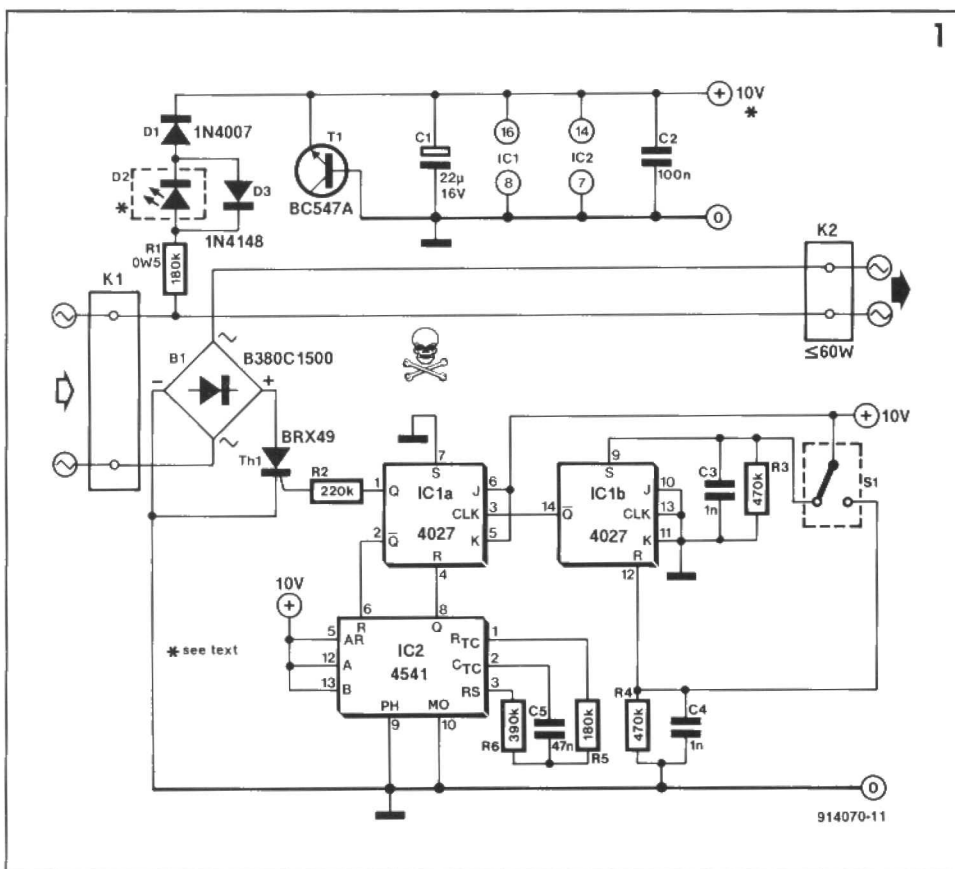 1
D1
1N4007
D2
*
D3
1N4148
R1
0W5
180k
T1
BC547A
C1
22µ
16V
16
IC1
8
14
IC2
7
C2
100n
+
10V
*
0
K1
K2
≤60W
B1
B380C1500
−
+
~
~
BRX49
Th1
R2
220k
7
S
1
Q
IC1a
4027
J
6
CLK
3
K
5
2
Q̅
R
4
9
S
14
Q̅
IC1b
4027
J
10
CLK
13
K
11
R
12
C3
1n
R3
470k
+
10V
S1
10V
+
6
R
8
Q
5
AR
12
A
13
B
IC2
4541
RTC
1
CTC
2
RS
3
PH
9
MO
10
R6
390k
C5
47n
180k
R5
R4
470k
C4
1n
* see text
0
914070-11